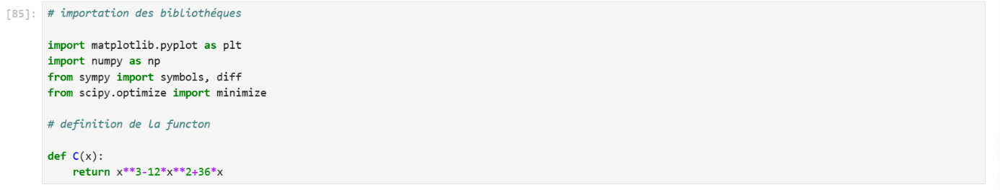 [85]: # importation des bibliothéques
import matplotlib.pyplot as plt
import numpy as np
from sympy import symbols, diff
from scipy.optimize import minimize
# definition de la functon
def C(x):
    return x**3-12*x**2+36*x